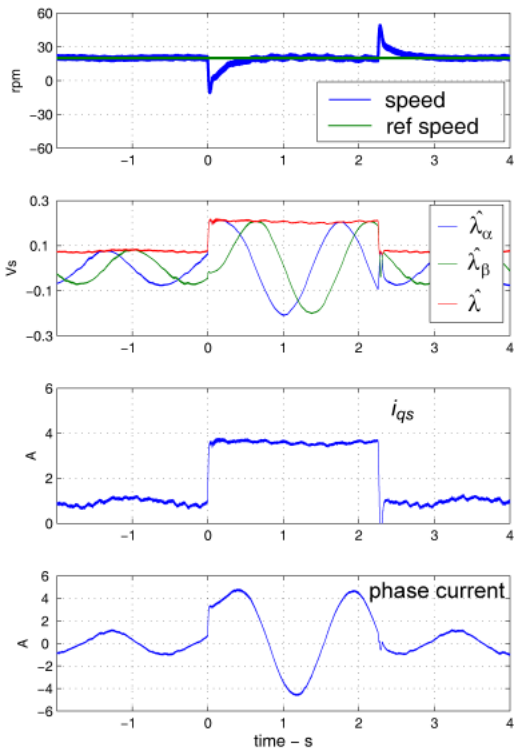 60
30
0
−30
−60
rpm
speed
ref speed
−1 0 1 2 3 4
0.3
0.1
−0.1
−0.3
Vs
λ̂α
λ̂β
λ̂
−1 0 1 2 3 4
6
4
2
0
A
iqs
−1 0 1 2 3 4
6
4
2
0
−2
−4
−6
A
phase current
−1 0 1 2 3 4
time − s